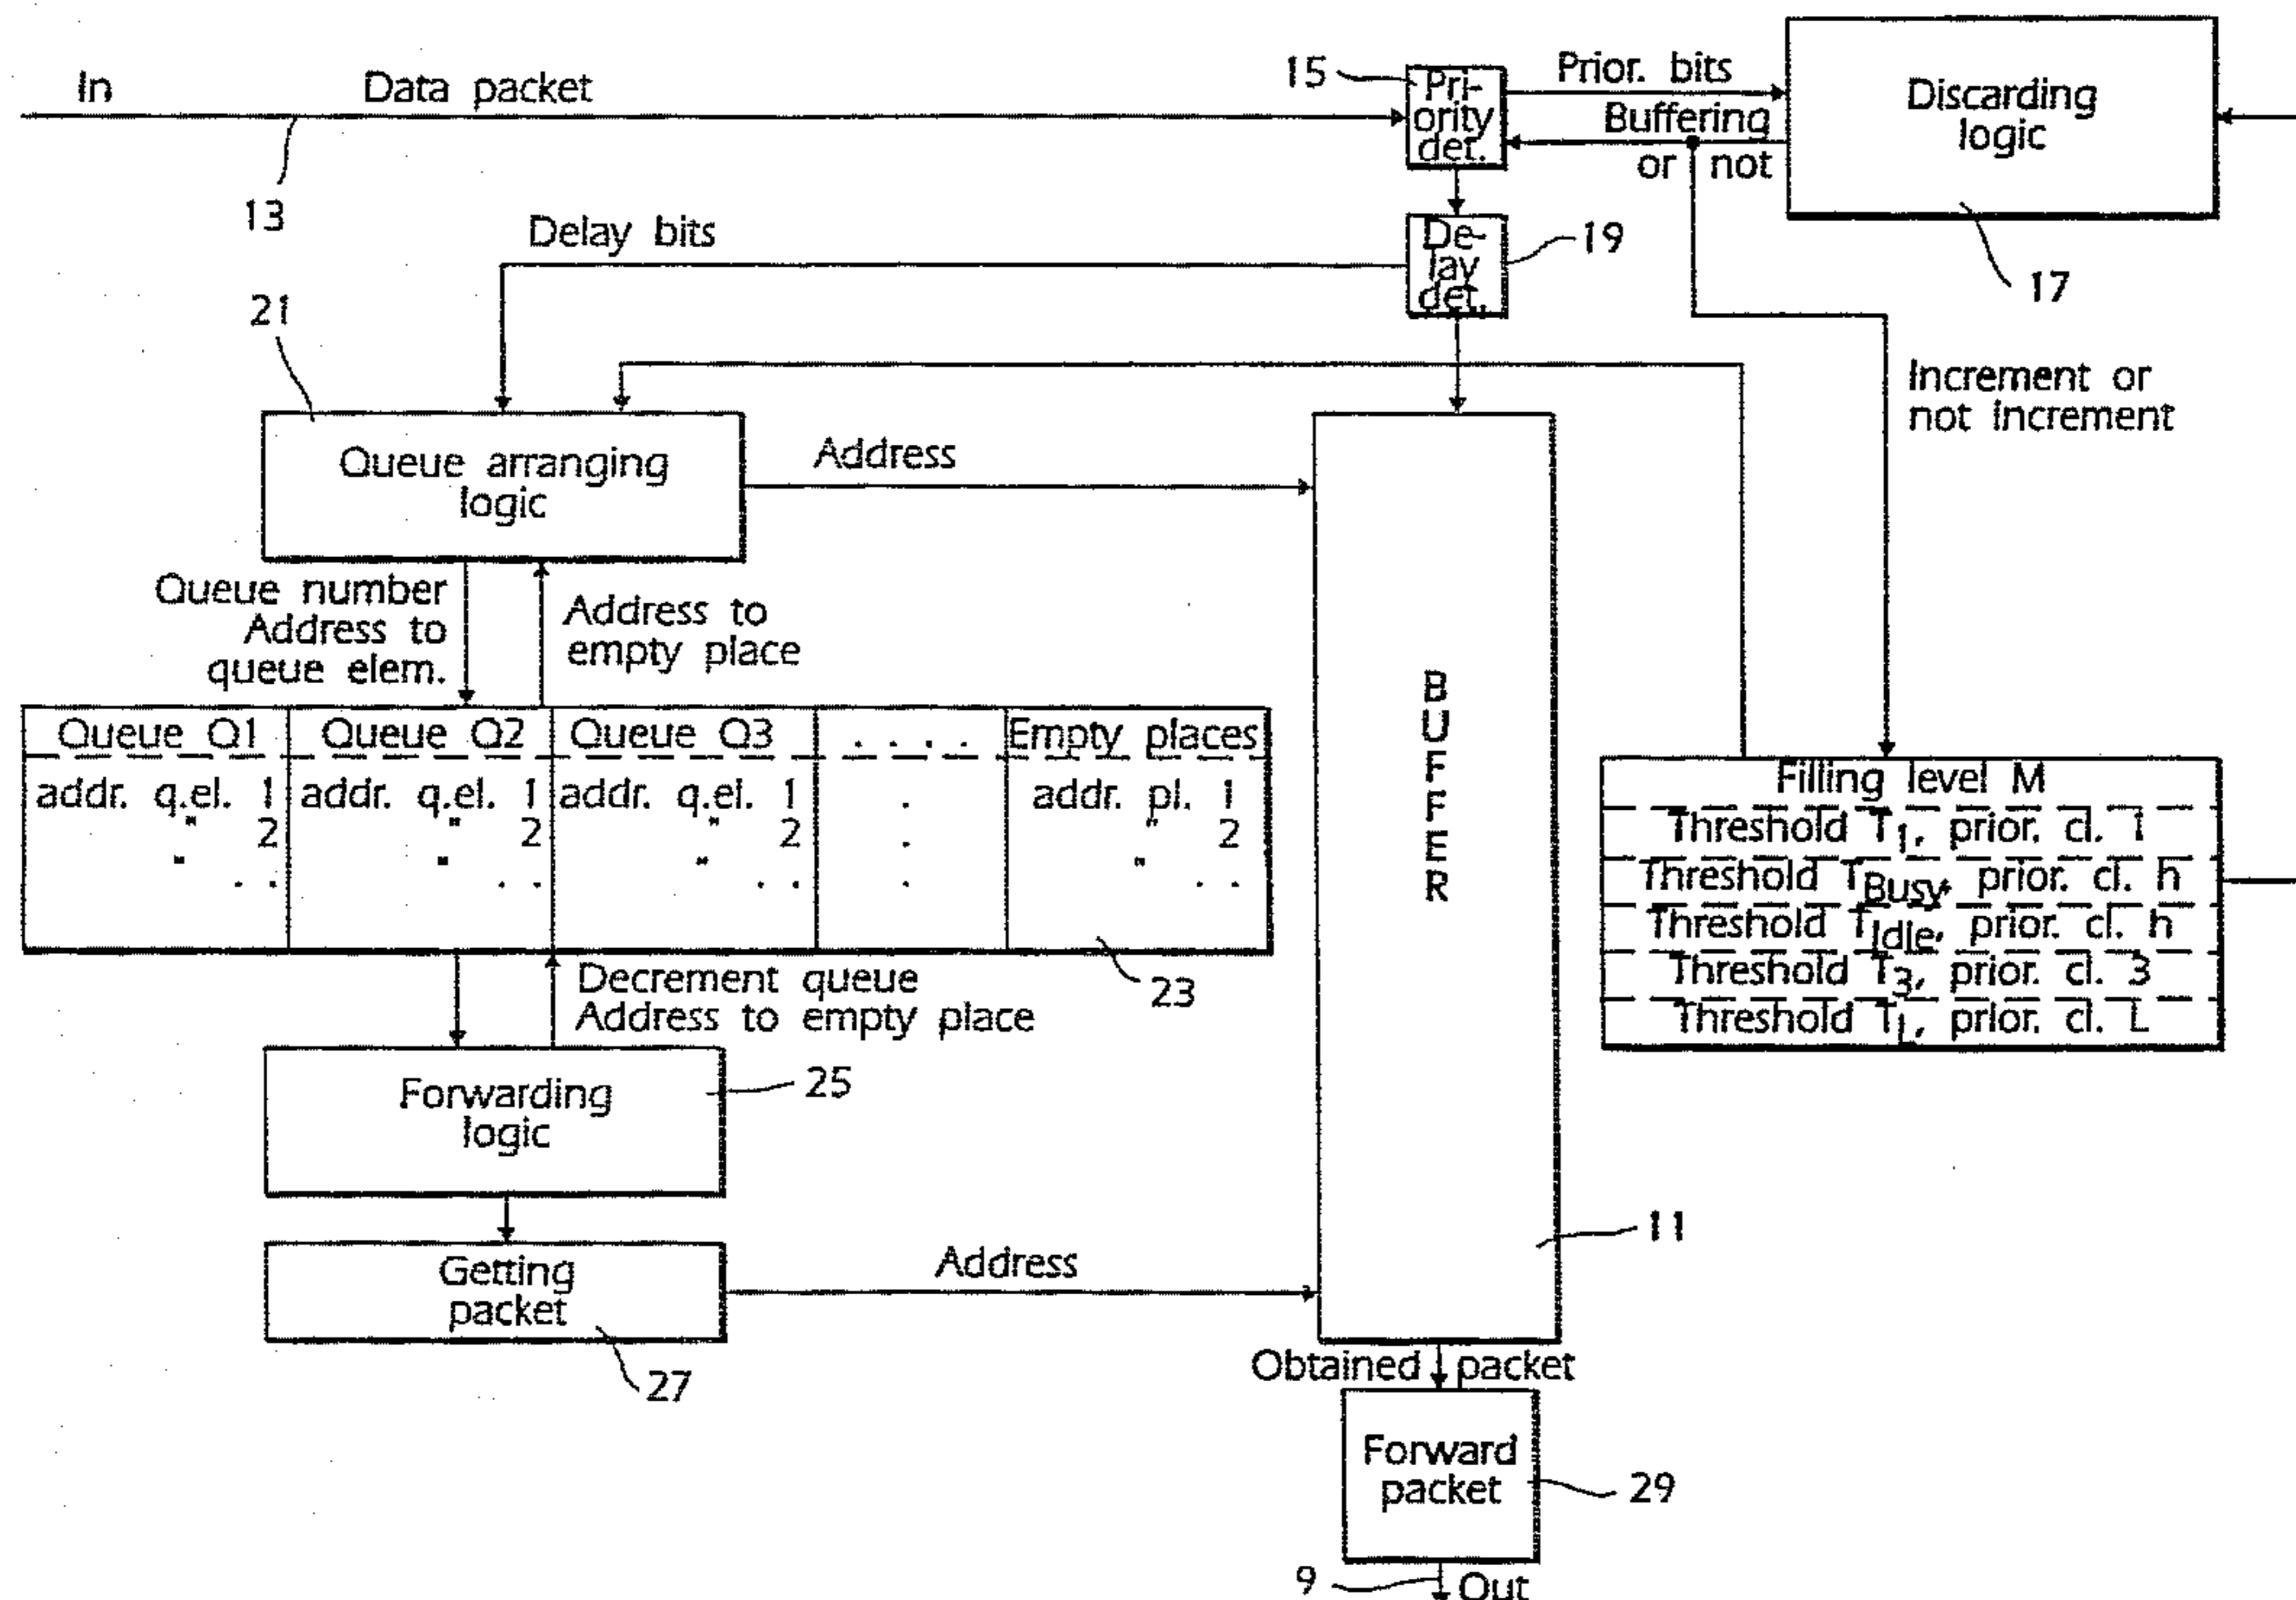 In
Data packet
13
15
Pri-
ority
det.
Prior. bits
Buffering
or not
Discarding
logic
17
Delay bits
De-
lay
det.
19
21
Increment or
not increment
Queue arranging
logic
Address
Queue number
Address to
queue elem.
Address to
empty place
Queue Q1
addr. q.el. 1
" 2
" . .
Queue Q2
addr. q.el. 1
" 2
" . .
Queue Q3
addr. q.el. 1
" 2
" . .
. . . .
.
.
.
Empty places
addr. pl. 1
" 2
" . .
23
BUFFER
11
Filling level M
Threshold T1, prior. cl. 1
Threshold TBusy, prior. cl. h
Threshold TIdle, prior. cl. h
Threshold T3, prior. cl. 3
Threshold TL, prior. cl. L
Decrement queue
Address to empty place
Forwarding
logic
25
Getting
packet
27
Address
Obtained packet
Forward
packet
29
9
Out